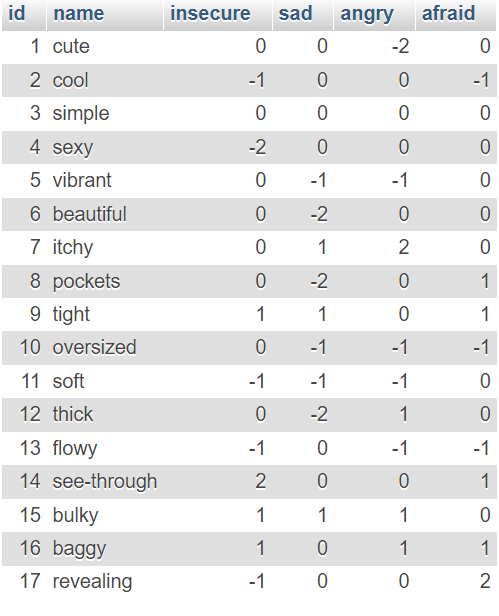 id name insecure sad angry afraid
1 cute 0 0 -2 0
2 cool -1 0 0 -1
3 simple 0 0 0 0
4 sexy -2 0 0 0
5 vibrant 0 -1 -1 0
6 beautiful 0 -2 0 0
7 itchy 0 1 2 0
8 pockets 0 -2 0 1
9 tight 1 1 0 1
10 oversized 0 -1 -1 -1
11 soft -1 -1 -1 0
12 thick 0 -2 1 0
13 flowy -1 0 -1 -1
14 see-through 2 0 0 1
15 bulky 1 1 1 0
16 baggy 1 0 1 1
17 revealing -1 0 0 2